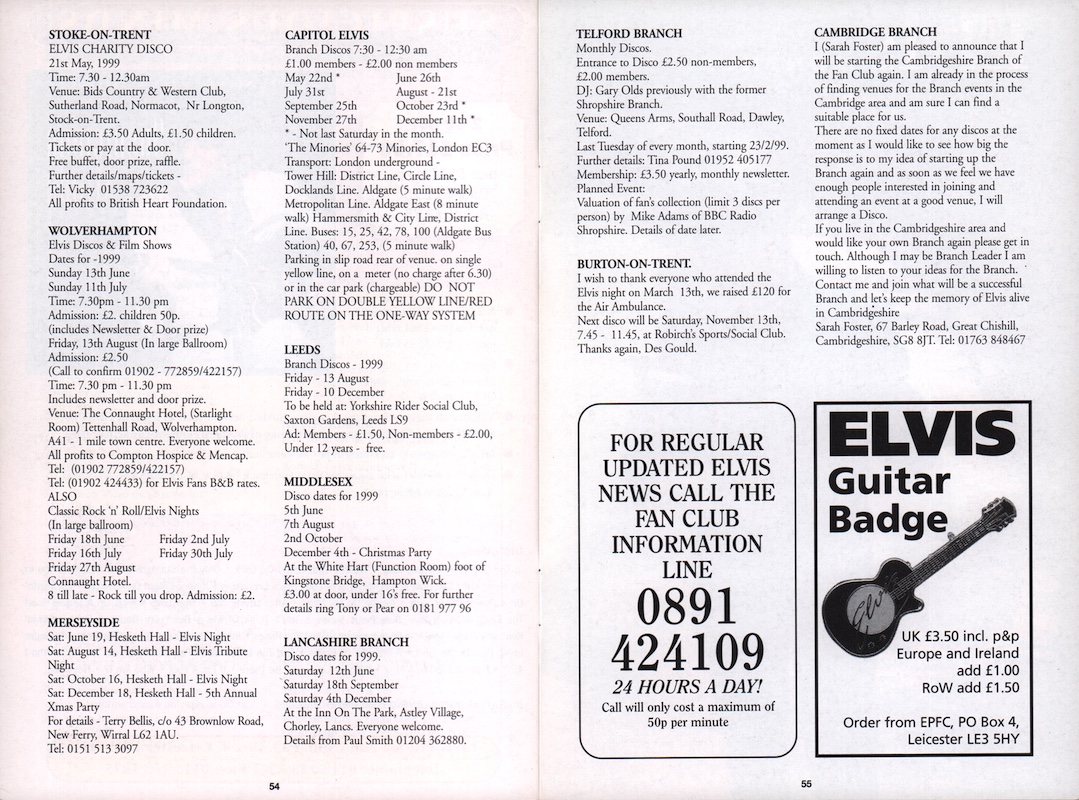 STOKE-ON-TRENT
ELVIS CHARITY DISCO
21st May, 1999
Time: 7.30 - 12.30am
Venue: Bids Country & Western Club,
Sutherland Road, Normacot, Nr Longton,
Stock-on-Trent.
Admission: £3.50 Adults, £1.50 children.
Tickets or pay at the door.
Free buffet, door prize, raffle.
Further details/maps/tickets -
Tel: Vicky 01538 723622
All profits to British Heart Foundation.
WOLVERHAMPTON
Elvis Discos & Film Shows
Dates for -1999
Sunday 13th June
Sunday 11th July
Time: 7.30pm - 11.30 pm
Admission: £2. children 50p.
(includes Newsletter & Door prize)
Friday, 13th August (In large Ballroom)
Admission: £2.50
(Call to confirm 01902 - 772859/422157)
Time: 7.30 pm - 11.30 pm
Includes newsletter and door prize.
Venue: The Connaught Hotel, (Starlight
Room) Tettenhall Road, Wolverhampton.
A41 - 1 mile town centre. Everyone welcome.
All profits to Compton Hospice & Mencap.
Tel: (01902 772859/422157)
Tel: (01902 424433) for Elvis Fans B&B rates.
ALSO
Classic Rock 'n' Roll/Elvis Nights
(In large ballroom)
Friday 18th June Friday 2nd July
Friday 16th July Friday 30th July
Friday 27th August
Connaught Hotel.
8 till late - Rock till you drop. Admission: £2.
MERSEYSIDE
Sat: June 19, Hesketh Hall - Elvis Night
Sat: August 14, Hesketh Hall - Elvis Tribute
Night
Sat: October 16, Hesketh Hall - Elvis Night
Sat: December 18, Hesketh Hall - 5th Annual
Xmas Party
For details - Terry Bellis, c/o 43 Brownlow Road,
New Ferry, Wirral L62 1AU.
Tel: 0151 513 3097
CAPITOL ELVIS
Branch Discos 7:30 - 12:30 am
£1.00 members - £2.00 non members
May 22nd * June 26th
July 31st August - 21st
September 25th October 23rd *
November 27th December 11th *
* - Not last Saturday in the month.
'The Minories' 64-73 Minories, London EC3
Transport: London underground -
Tower Hill: District Line, Circle Line,
Docklands Line. Aldgate (5 minute walk)
Metropolitan Line. Aldgate East (8 minute
walk) Hammersmith & City Line, District
Line. Buses: 15, 25, 42, 78, 100 (Aldgate Bus
Station) 40, 67, 253, (5 minute walk)
Parking in slip road rear of venue. on single
yellow line, on a meter (no charge after 6.30)
or in the car park (chargeable) DO NOT
PARK ON DOUBLE YELLOW LINE/RED
ROUTE ON THE ONE-WAY SYSTEM
LEEDS
Branch Discos - 1999
Friday - 13 August
Friday - 10 December
To be held at: Yorkshire Rider Social Club,
Saxton Gardens, Leeds LS9
Ad: Members - £1.50, Non-members - £2.00,
Under 12 years - free.
MIDDLESEX
Disco dates for 1999
5th June
7th August
2nd October
December 4th - Christmas Party
At the White Hart (Function Room) foot of
Kingstone Bridge, Hampton Wick.
£3.00 at door, under 16's free. For further
details ring Tony or Pear on 0181 977 96
LANCASHIRE BRANCH
Disco dates for 1999.
Saturday 12th June
Saturday 18th September
Saturday 4th December
At the Inn On The Park, Astley Village,
Chorley, Lancs. Everyone welcome.
Details from Paul Smith 01204 362880.
54
TELFORD BRANCH
Monthly Discos.
Entrance to Disco £2.50 non-members,
£2.00 members.
DJ: Gary Olds previously with the former
Shropshire Branch.
Venue: Queens Arms, Southall Road, Dawley,
Telford.
Last Tuesday of every month, starting 23/2/99.
Further details: Tina Pound 01952 405177
Membership: £3.50 yearly, monthly newsletter.
Planned Event:
Valuation of fan's collection (limit 3 discs per
person) by Mike Adams of BBC Radio
Shropshire. Details of date later.
BURTON-ON-TRENT.
I wish to thank everyone who attended the
Elvis night on March 13th, we raised £120 for
the Air Ambulance.
Next disco will be Saturday, November 13th,
7.45 - 11.45, at Robirch's Sports/Social Club.
Thanks again, Des Gould.
CAMBRIDGE BRANCH
I (Sarah Foster) am pleased to announce that I
will be starting the Cambridgeshire Branch of
the Fan Club again. I am already in the process
of finding venues for the Branch events in the
Cambridge area and am sure I can find a
suitable place for us.
There are no fixed dates for any discos at the
moment as I would like to see how big the
response is to my idea of starting up the
Branch again and as soon as we feel we have
enough people interested in joining and
attending an event at a good venue, I will
arrange a Disco.
If you live in the Cambridgeshire area and
would like your own Branch again please get in
touch. Although I may be Branch Leader I am
willing to listen to your ideas for the Branch.
Contact me and join what will be a successful
Branch and let's keep the memory of Elvis alive
in Cambridgeshire
Sarah Foster, 67 Barley Road, Great Chishill,
Cambridgeshire, SG8 8JT. Tel: 01763 848467
FOR REGULAR
UPDATED ELVIS
NEWS CALL THE
FAN CLUB
INFORMATION
LINE
0891
424109
24 HOURS A DAY!
Call will only cost a maximum of
50p per minute
ELVIS
Guitar
Badge
Elvis
UK £3.50 incl. p&p
Europe and Ireland
add £1.00
RoW add £1.50
Order from EPFC, PO Box 4,
Leicester LE3 5HY
55